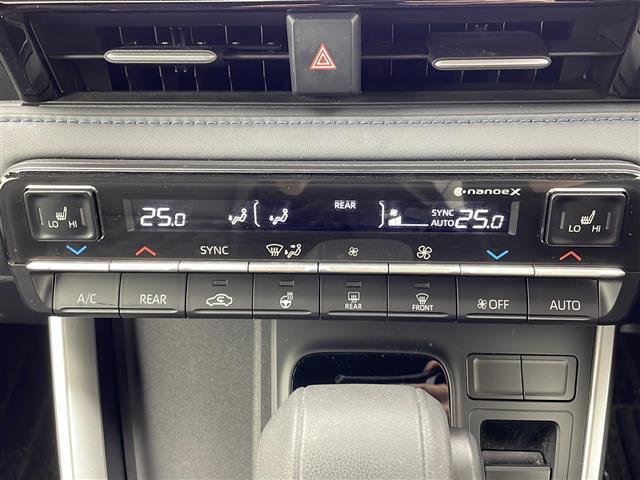 nanoeX
REAR
25.0 SYNC AUTO 25.0
LO HI LO HI
SYNC
A/C REAR REAR FRONT OFF AUTO